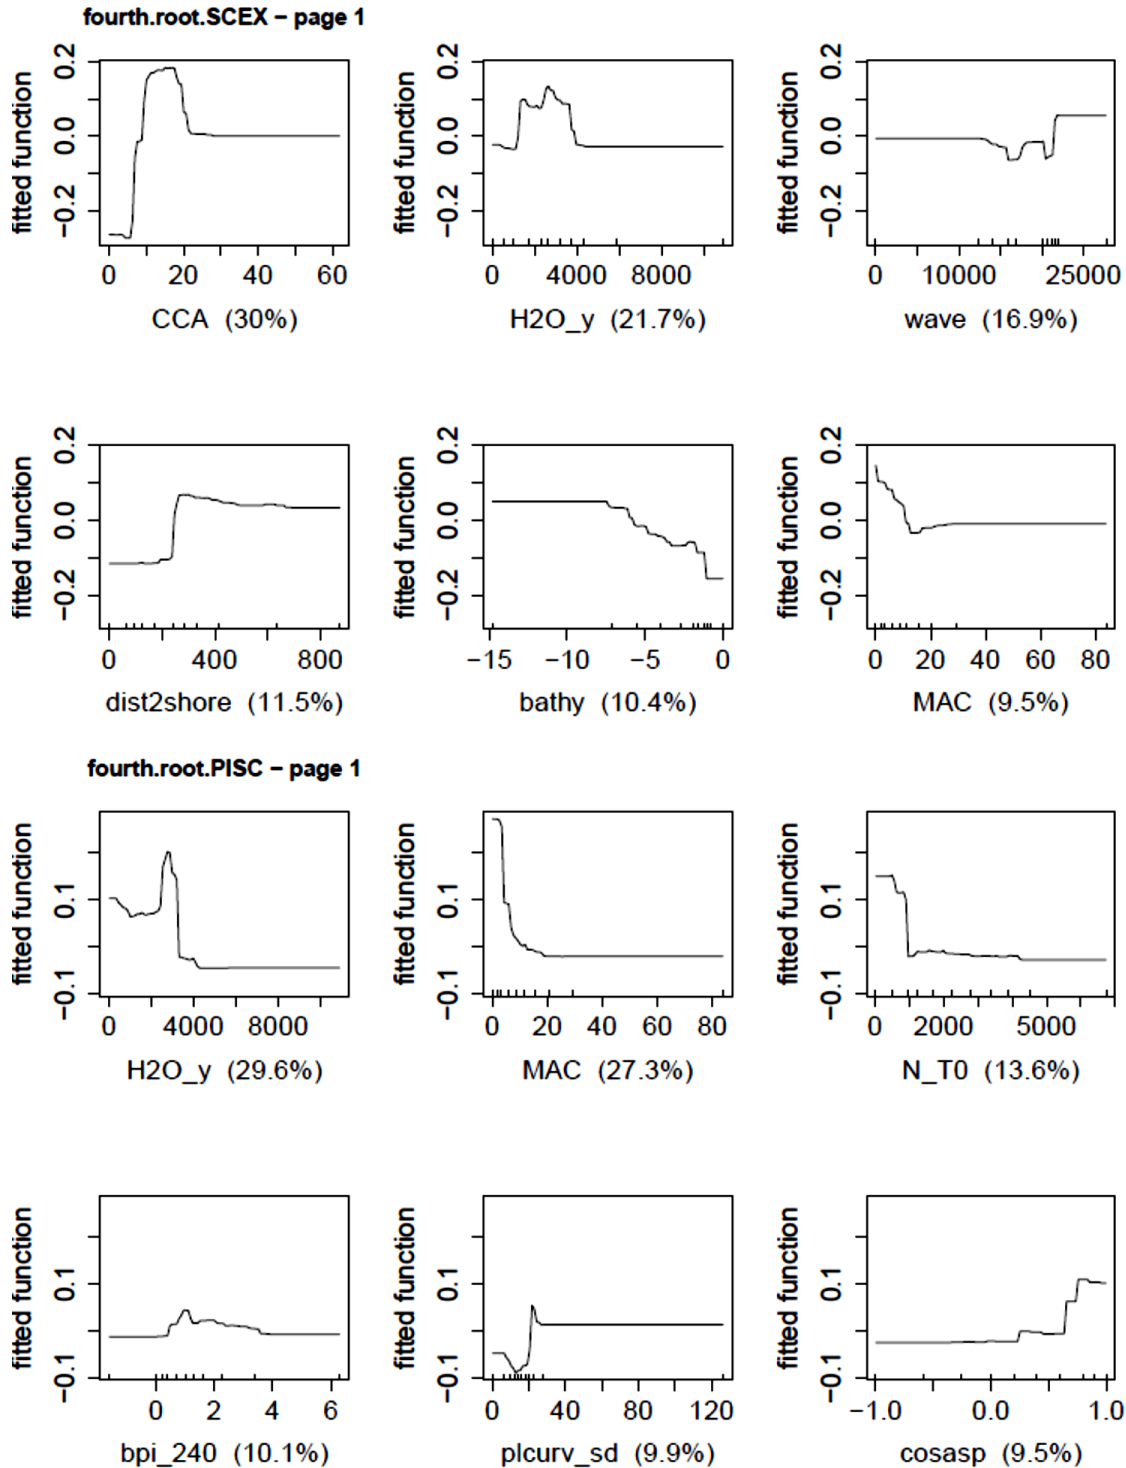 fourth.root.SCEX − page 1
fitted function
−0.2 0.0 0.2
0 20 40 60
CCA (30%)
fitted function
−0.2 0.0 0.2
0 4000 8000
H2O_y (21.7%)
fitted function
−0.2 0.0 0.2
0 10000 25000
wave (16.9%)
fitted function
−0.2 0.0 0.2
0 400 800
dist2shore (11.5%)
fitted function
−0.2 0.0 0.2
−15 −10 −5 0
bathy (10.4%)
fitted function
−0.2 0.0 0.2
0 20 40 60 80
MAC (9.5%)
fourth.root.PISC − page 1
fitted function
−0.1 0.1
0 4000 8000
H2O_y (29.6%)
fitted function
−0.1 0.1
0 20 40 60 80
MAC (27.3%)
fitted function
−0.1 0.1
0 2000 5000
N_T0 (13.6%)
fitted function
−0.1 0.1
0 2 4 6
bpi_240 (10.1%)
fitted function
−0.1 0.1
0 40 80 120
plcurv_sd (9.9%)
fitted function
−0.1 0.1
−1.0 0.0 1.0
cosasp (9.5%)